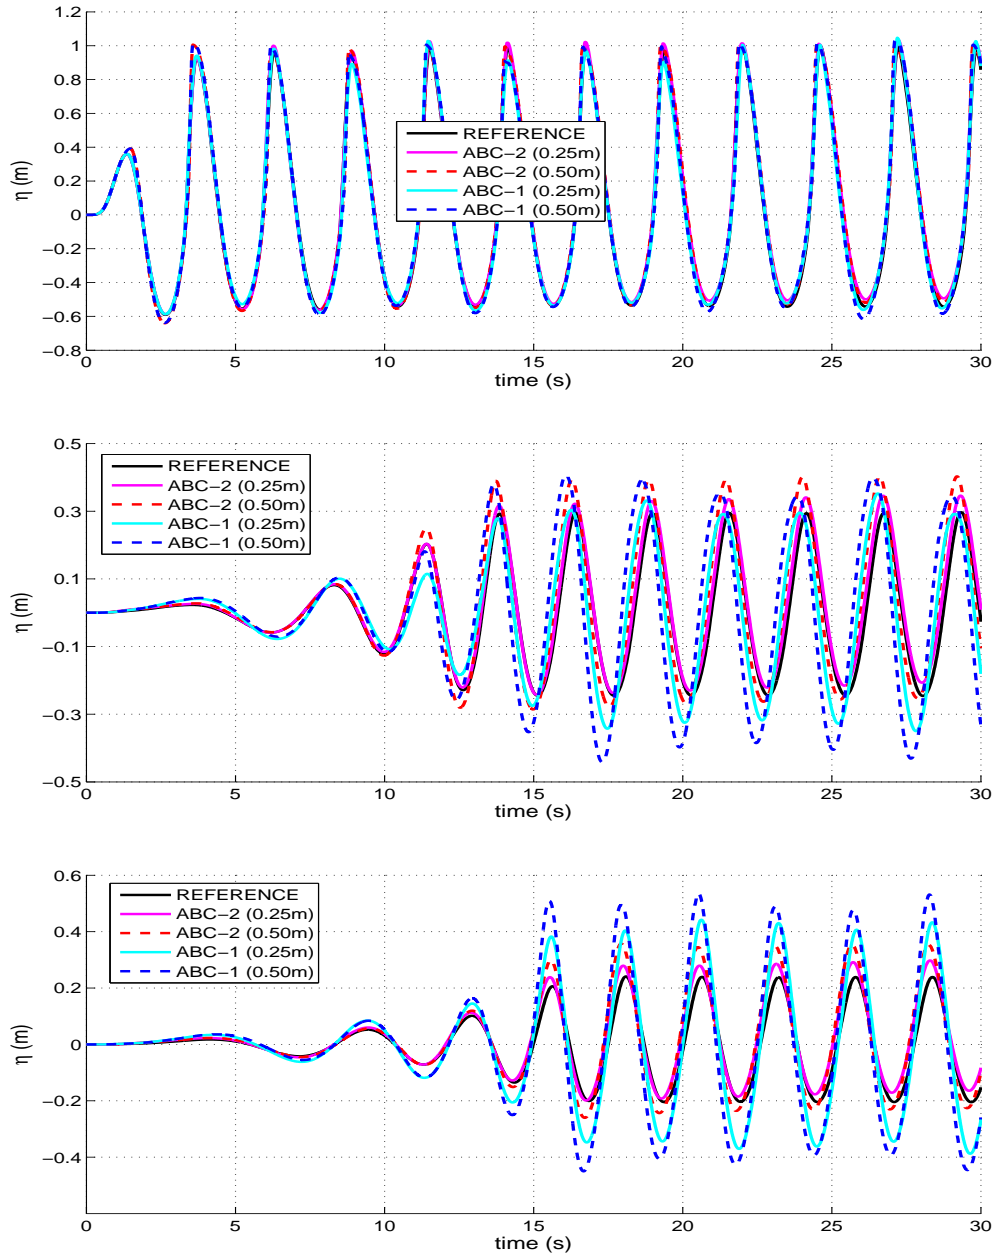 1.2
1
0.8
0.6
0.4
0.2
0
−0.2
−0.4
−0.6
−0.8
η (m)
REFERENCE
ABC−2 (0.25m)
ABC−2 (0.50m)
ABC−1 (0.25m)
ABC−1 (0.50m)
0 5 10 15 20 25 30
time (s)
0.5
0.3
0.1
−0.1
−0.3
−0.5
η (m)
REFERENCE
ABC−2 (0.25m)
ABC−2 (0.50m)
ABC−1 (0.25m)
ABC−1 (0.50m)
0 5 10 15 20 25 30
time (s)
0.6
0.4
0.2
0
−0.2
−0.4
η (m)
REFERENCE
ABC−2 (0.25m)
ABC−2 (0.50m)
ABC−1 (0.25m)
ABC−1 (0.50m)
0 5 10 15 20 25 30
time (s)